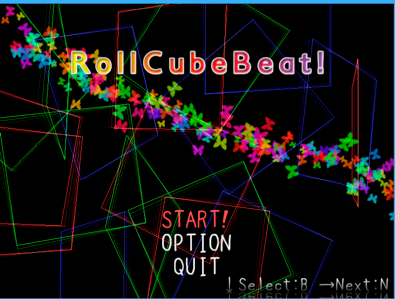 RollCubeBeat!
START!
OPTION
QUIT
↓Select:B →Next:N